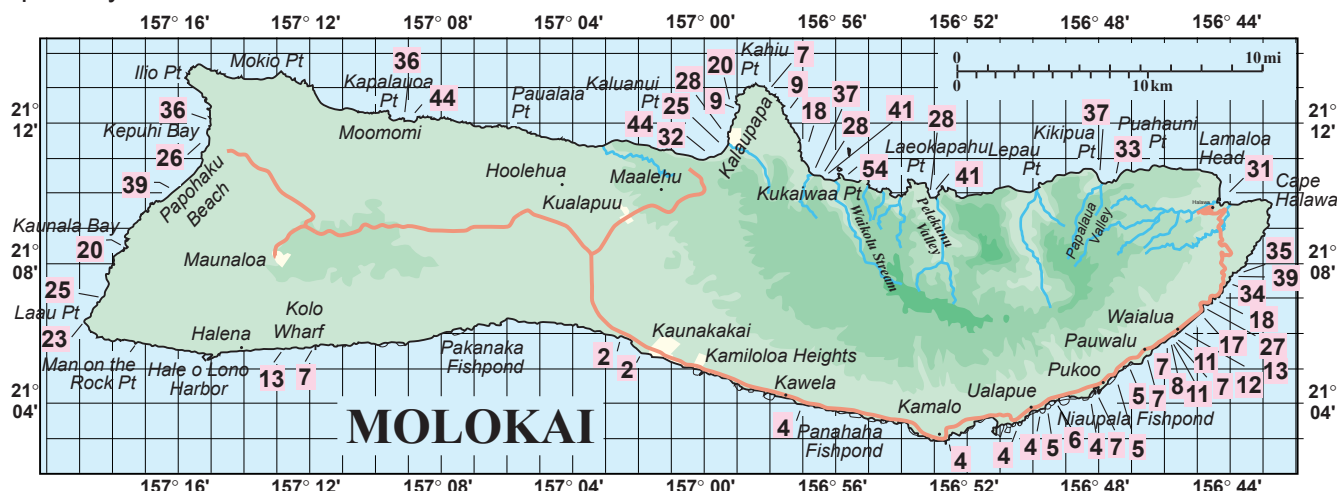 157° 16'
157° 12'
157° 08'
157° 04'
157° 00'
156° 56'
156° 52'
156° 48'
156° 44'
0
10 mi
0
10 km
21° 12'
21° 08'
21° 04'
21° 12'
21° 08'
21° 04'
Ilio Pt
Mokio Pt
36
Kapalauoa Pt
44
Paualaia Pt
Kaluanui Pt
44
32
25
28
9
20
Kahiu Pt
7
9
18
37
28
41
54
Laeokapahu Pt
28
41
Lepau Pt
Kikipua Pt
37
Puahauni Pt
33
Lamaloa Head
31
Cape Halawa
36
Kepuhi Bay
26
39
Papohaku Beach
Kaunala Bay
20
25
Laau Pt
23
Moomomi
Hoolehua
Kualapuu
Maalehu
Kalaupapa
Kukaiwaa Pt
Waikolu Stream
Pelekunu Valley
Papalaua Valley
Halawa
Maunaloa
Halena
Kolo Wharf
Man on the Rock Pt
Hale o Lono Harbor
13
7
Pakanaka Fishpond
2
2
Kaunakakai
Kamiloloa Heights
Kawela
4
Panahaha Fishpond
Kamalo
4
Ualapue
4
4
5
6
4
7
5
Niaupala Fishpond
Pukoo
5
7
Pauwalu
7
8
11
11
7
12
13
Waialua
27
17
18
34
39
35
MOLOKAI
157° 16'
157° 12'
157° 08'
157° 04'
157° 00'
156° 56'
156° 52'
156° 48'
156° 44'